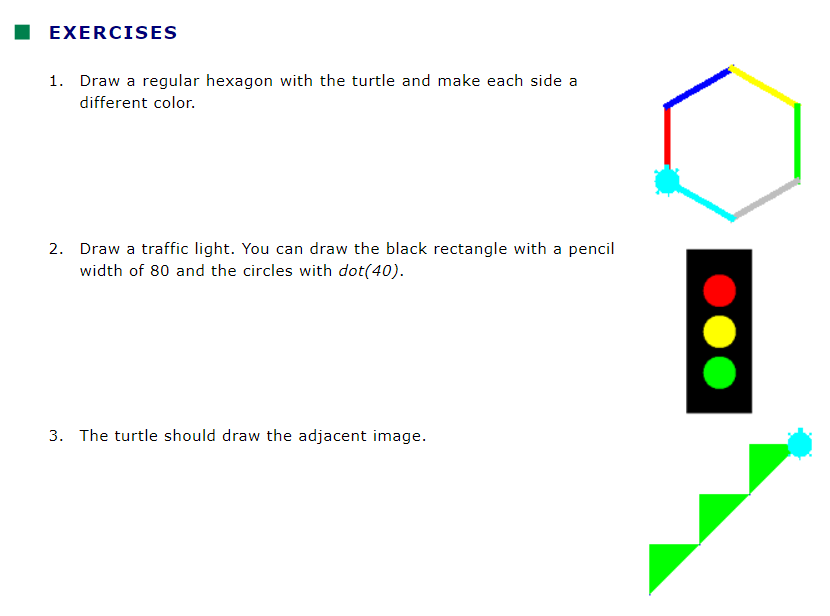 EXERCISES
1. Draw a regular hexagon with the turtle and make each side a
different color.
2. Draw a traffic light. You can draw the black rectangle with a pencil
width of 80 and the circles with dot(40).
3. The turtle should draw the adjacent image.